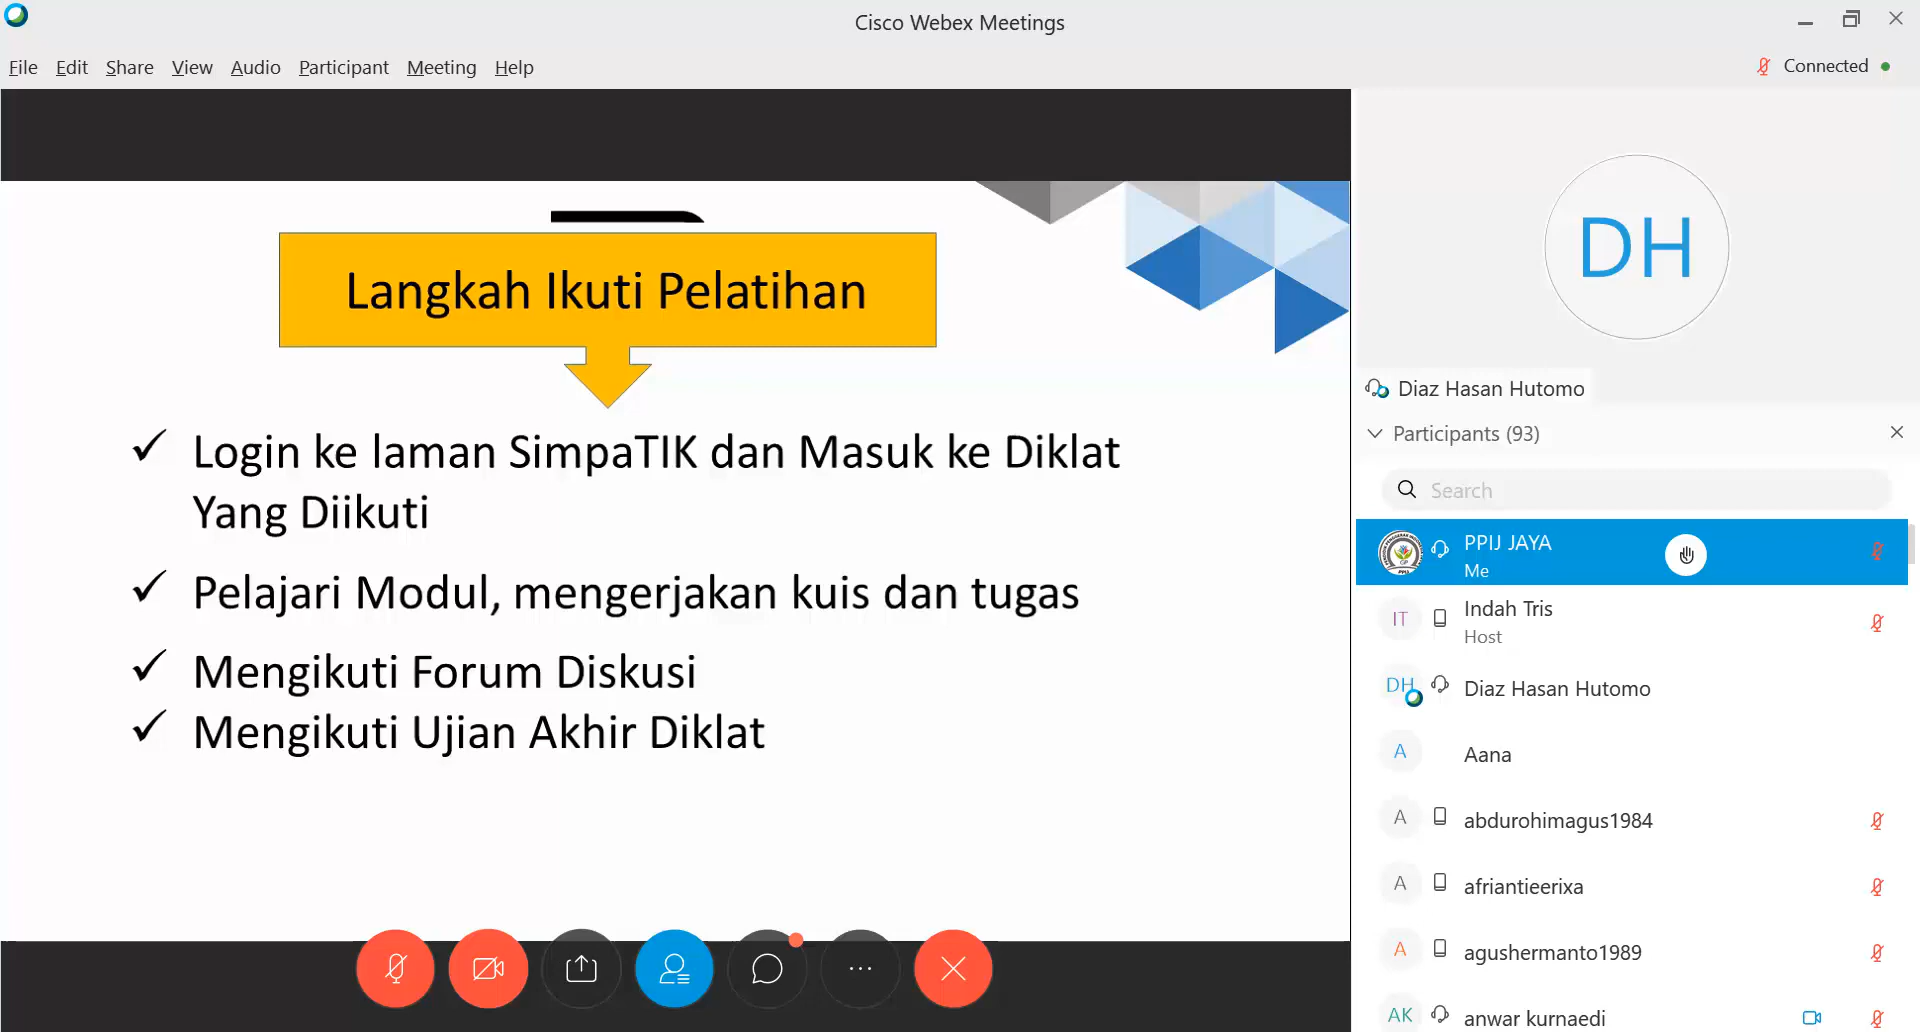 Cisco Webex Meetings
File Edit Share View Audio Participant Meeting Help
Connected
Langkah Ikuti Pelatihan
Login ke laman SimpaTIK dan Masuk ke Diklat
Yang Diikuti
Pelajari Modul, mengerjakan kuis dan tugas
Mengikuti Forum Diskusi
Mengikuti Ujian Akhir Diklat
DH
Diaz Hasan Hutomo
Participants (93)
Search
PPIJ JAYA
Me
IT Indah Tris
Host
DH Diaz Hasan Hutomo
A Aana
A abdurohimagus1984
A afriantieerixa
A agushermanto1989
AK anwar kurnaedi